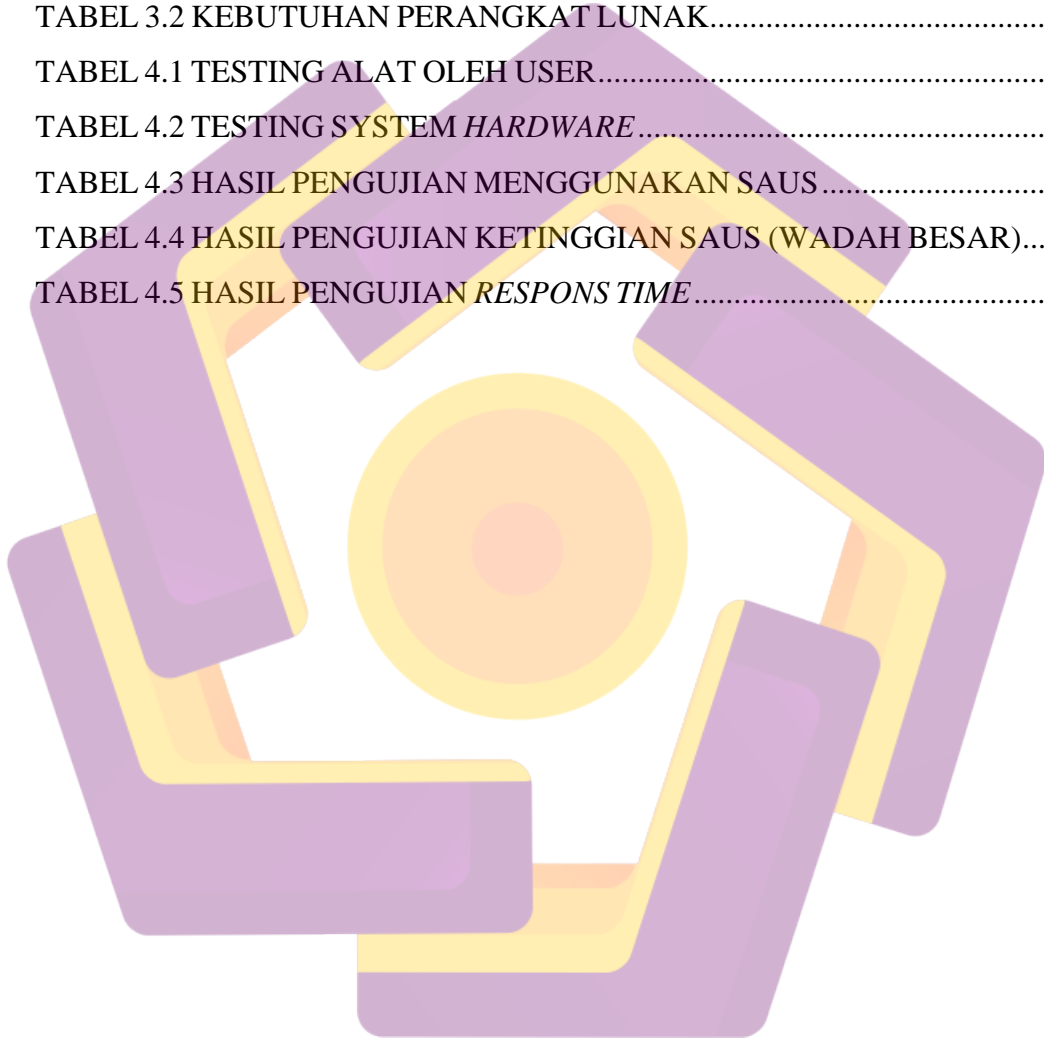 TABEL 3.2 KEBUTUHAN PERANGKAT LUNAK......................................
TABEL 4.1 TESTING ALAT OLEH USER....................................................
TABEL 4.2 TESTING SYSTEM HARDWARE...............................................
TABEL 4.3 HASIL PENGUJIAN MENGGUNAKAN SAUS..........................
TABEL 4.4 HASIL PENGUJIAN KETINGGIAN SAUS (WADAH BESAR)...
TABEL 4.5 HASIL PENGUJIAN RESPONS TIME........................................